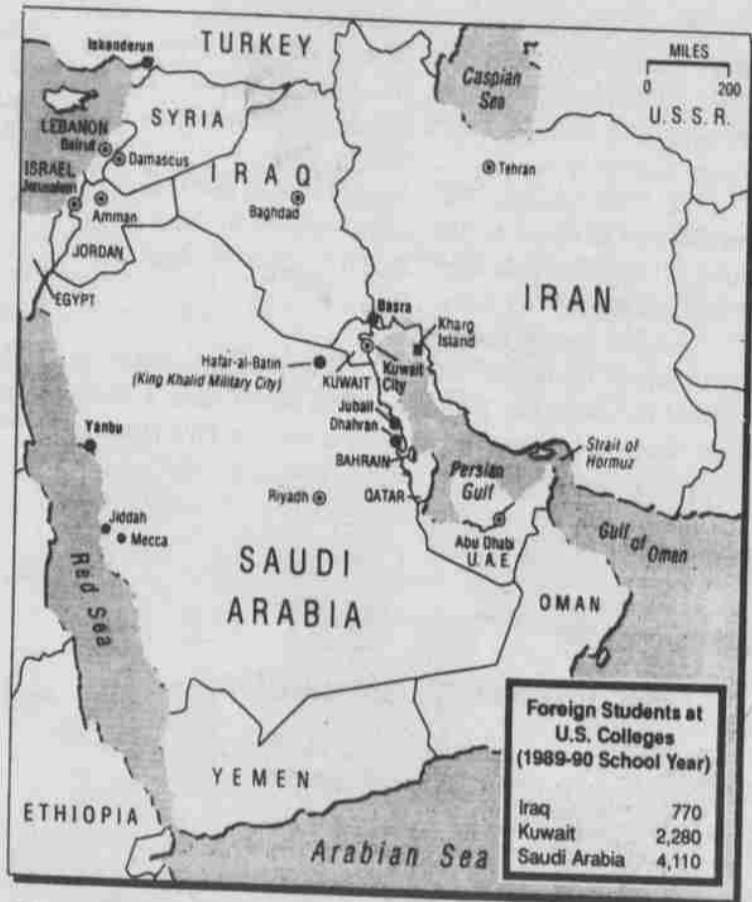 Iskenderun
TURKEY
Caspian
Sea
MILES
0 200
U.S.S.R.
SYRIA
LEBANON
Beirut
Damascus
Tehran
ISRAEL
Jerusalem
IRAQ
Amman
Baghdad
JORDAN
EGYPT
IRAN
Basra
Kharg
Island
Hafar-al-Batin
(King Khalid Military City)
KUWAIT
Kuwait
City
Jubail
Dhahran
Yanbu
BAHRAIN
Persian
Gulf
Strait of
Hormuz
Riyadh
QATAR
Jiddah
Mecca
Abu Dhabi
U.A.E.
Gulf of Oman
Red Sea
SAUDI
ARABIA
OMAN
YEMEN
ETHIOPIA
Arabian Sea
Foreign Students at
U.S. Colleges
(1989-90 School Year)
Iraq 770
Kuwait 2,280
Saudi Arabia 4,110